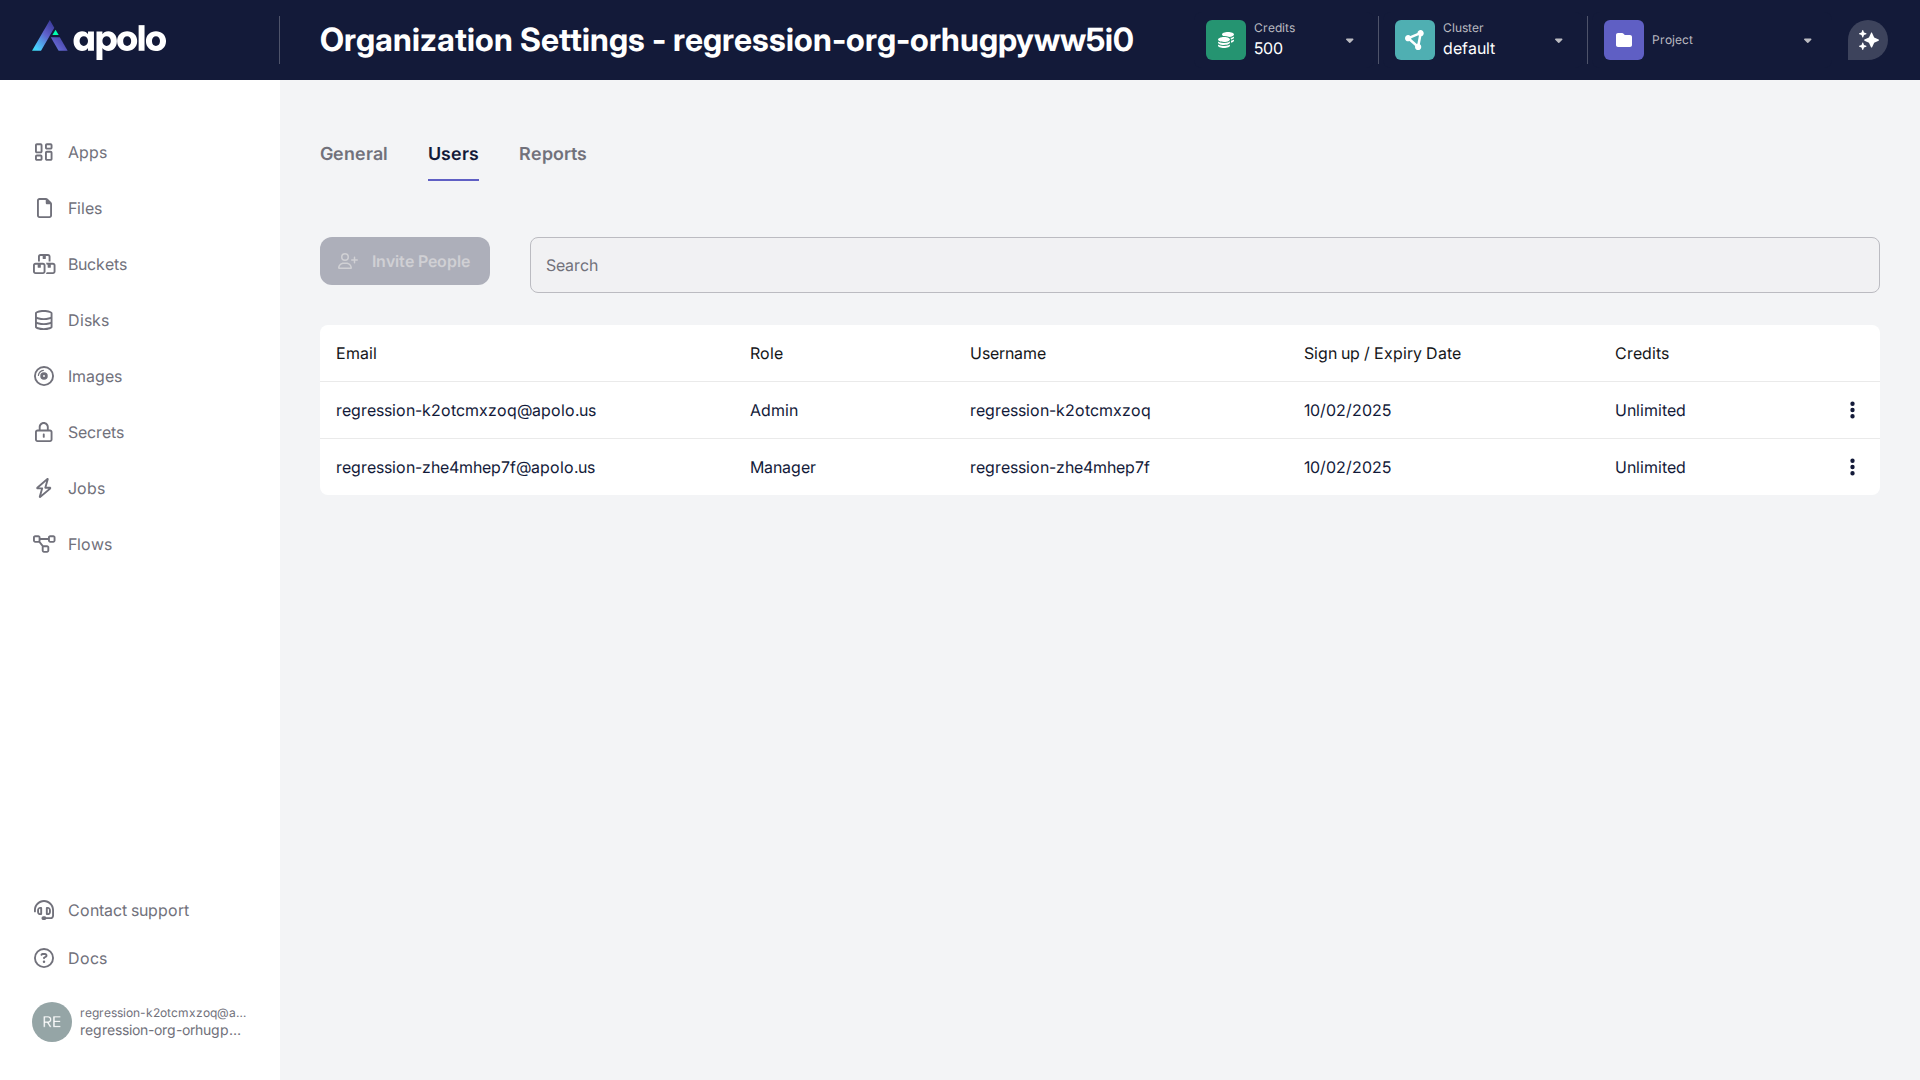 apolo
Organization Settings - regression-org-orhugpyww5i0
Credits
500
Cluster
default
Project
Apps
Files
Buckets
Disks
Images
Secrets
Jobs
Flows
General Users Reports
Invite People
Search
Email Role Username Sign up / Expiry Date Credits
regression-k2otcmxzoq@apolo.us Admin regression-k2otcmxzoq 10/02/2025 Unlimited
regression-zhe4mhep7f@apolo.us Manager regression-zhe4mhep7f 10/02/2025 Unlimited
Contact support
Docs
RE
regression-k2otcmxzoq@a...
regression-org-orhugp...